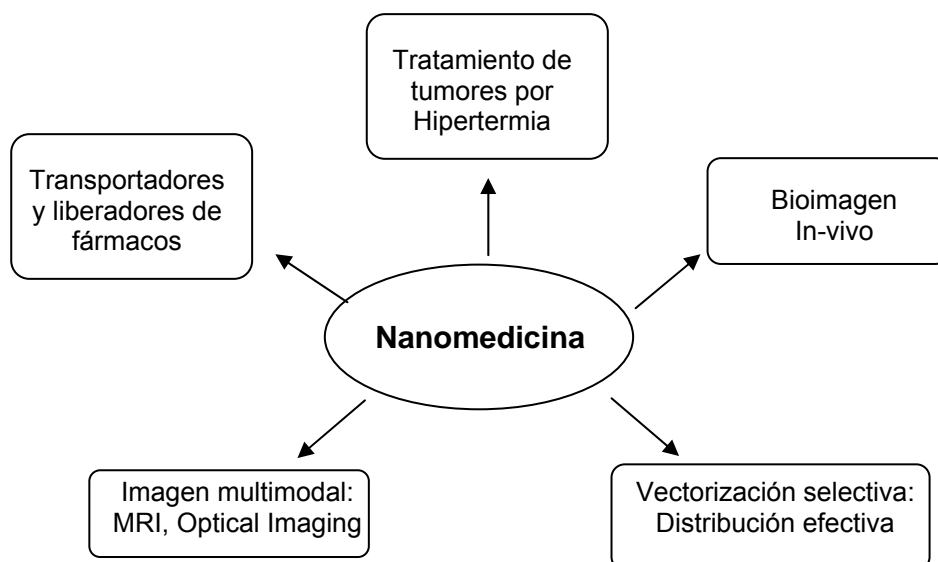 Tratamiento de
tumores por
Hipertermia
Transportadores
y liberadores de
fármacos
Bioimagen
In-vivo
Nanomedicina
Imagen multimodal:
MRI, Optical Imaging
Vectorización selectiva:
Distribución efectiva